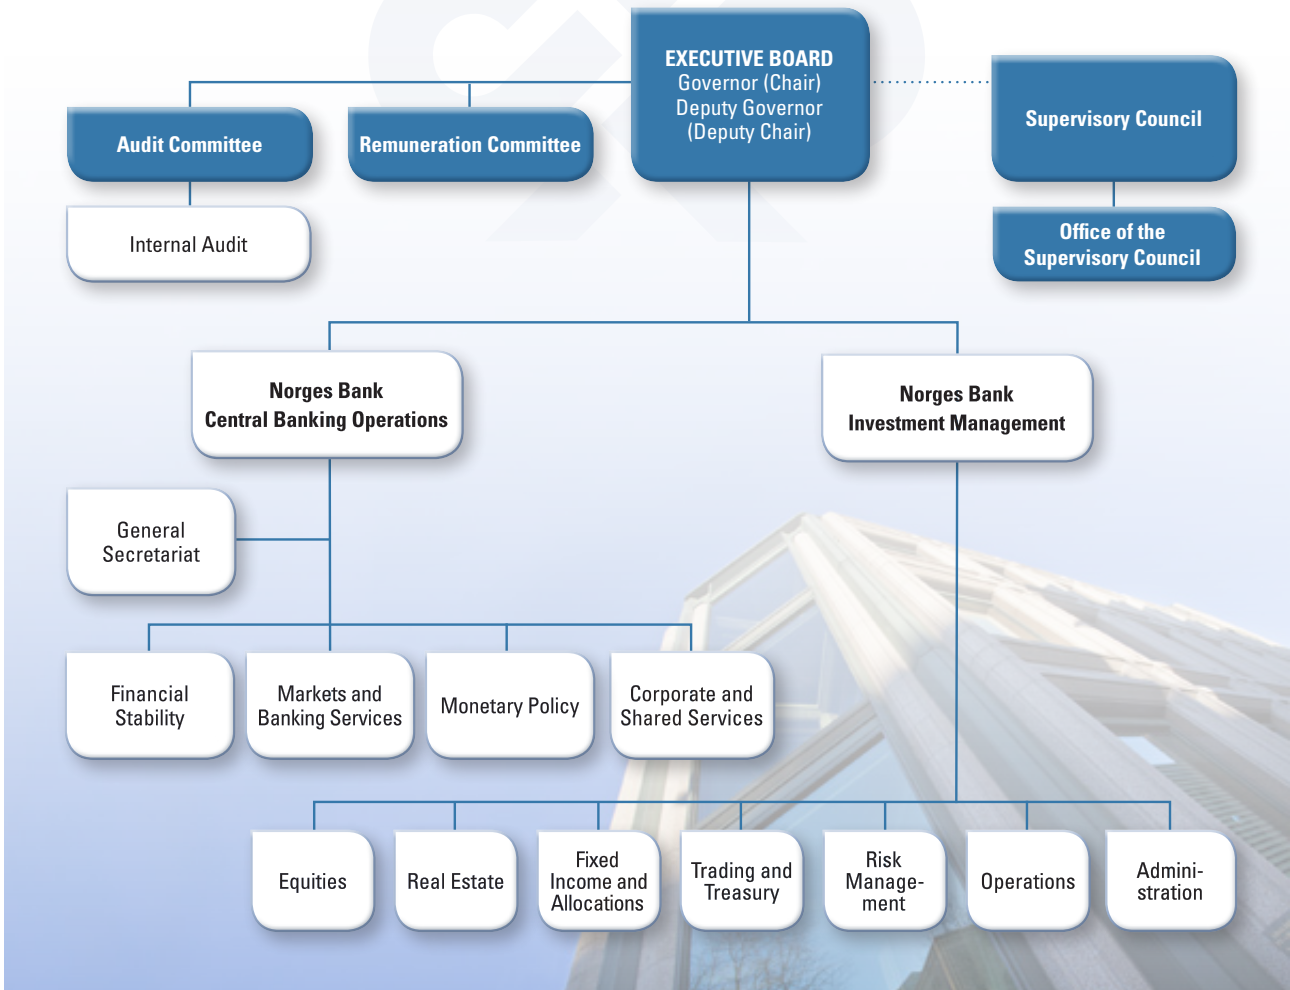 EXECUTIVE BOARD
Governor (Chair)
Deputy Governor
(Deputy Chair)
Supervisory Council
Audit Committee
Remuneration Committee
Internal Audit
Office of the
Supervisory Council
Norges Bank
Central Banking Operations
Norges Bank
Investment Management
General
Secretariat
Financial
Stability
Markets and
Banking Services
Monetary Policy
Corporate and
Shared Services
Equities
Real Estate
Fixed
Income and
Allocations
Trading and
Treasury
Risk
Manage-
ment
Operations
Admini-
stration